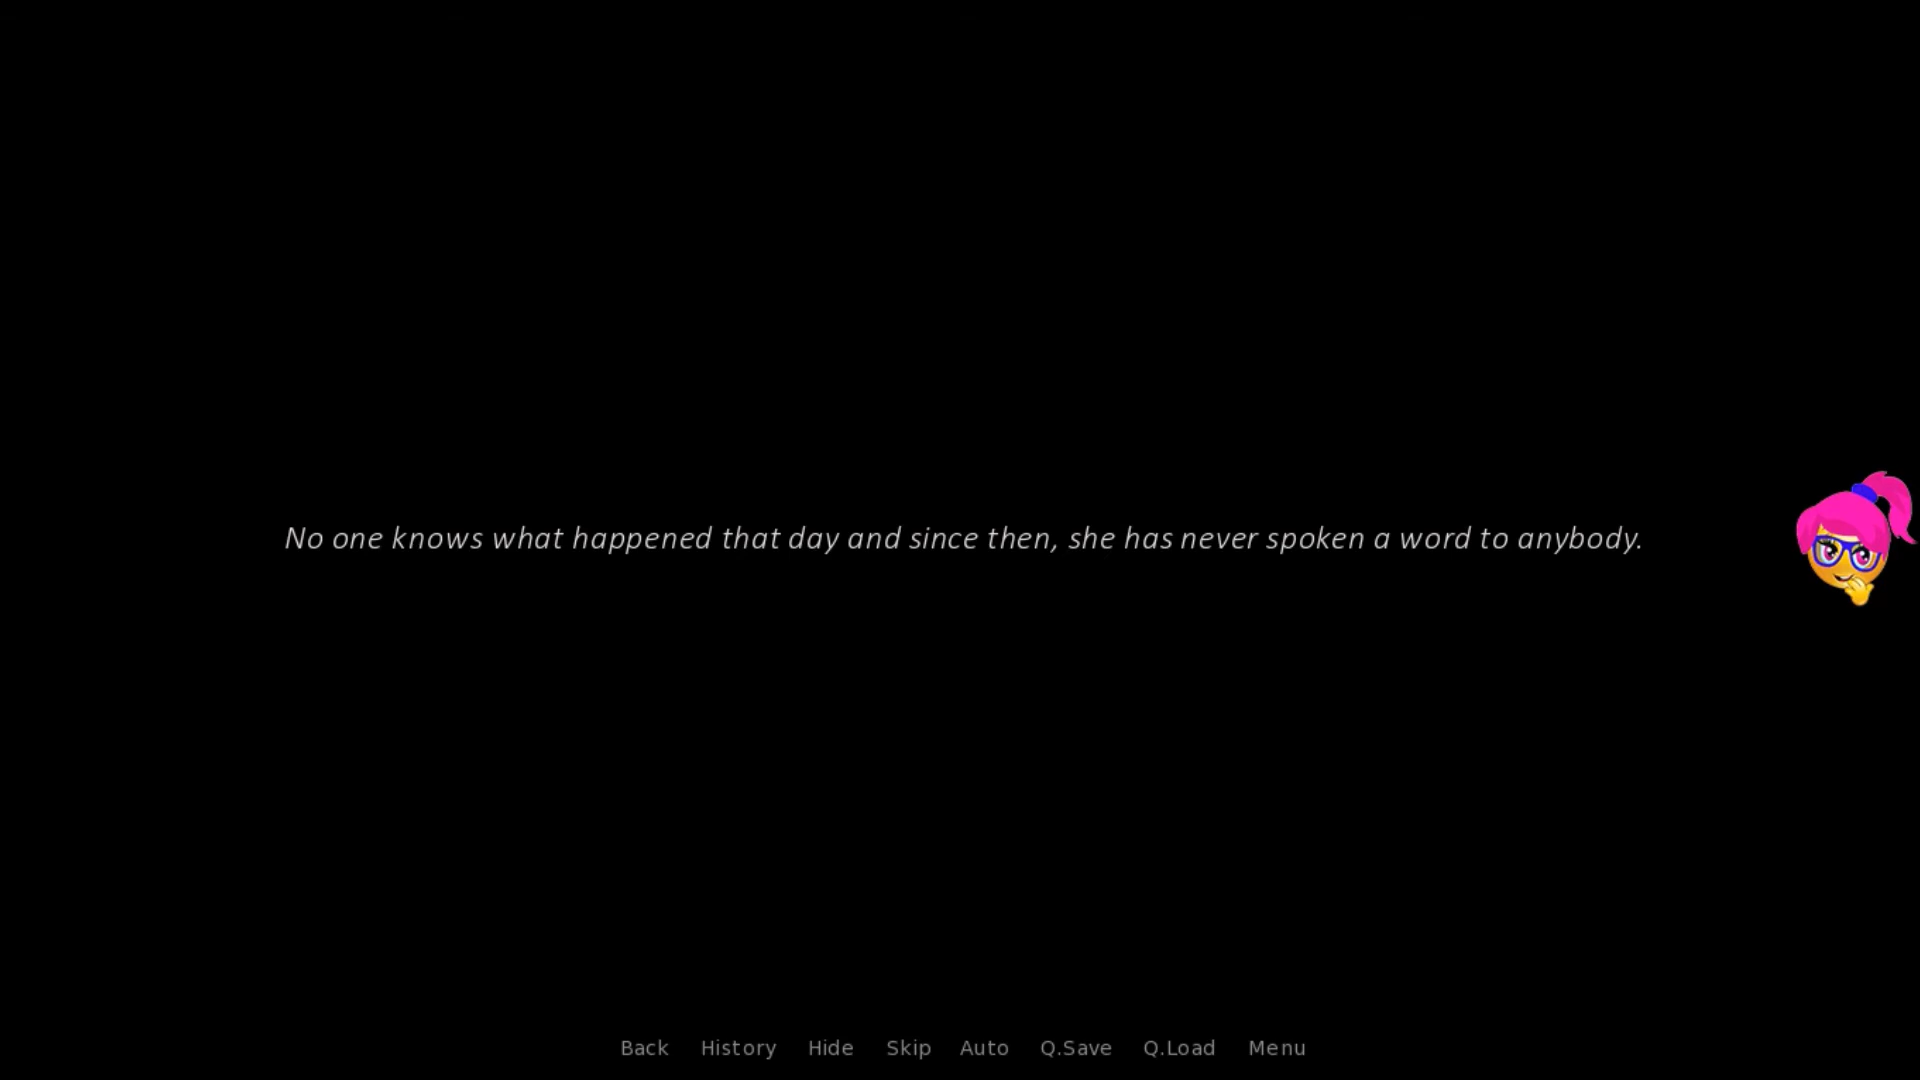 No one knows what happened that day and since then, she has never spoken a word to anybody.
Back History Hide Skip Auto Q.Save Q.Load Menu